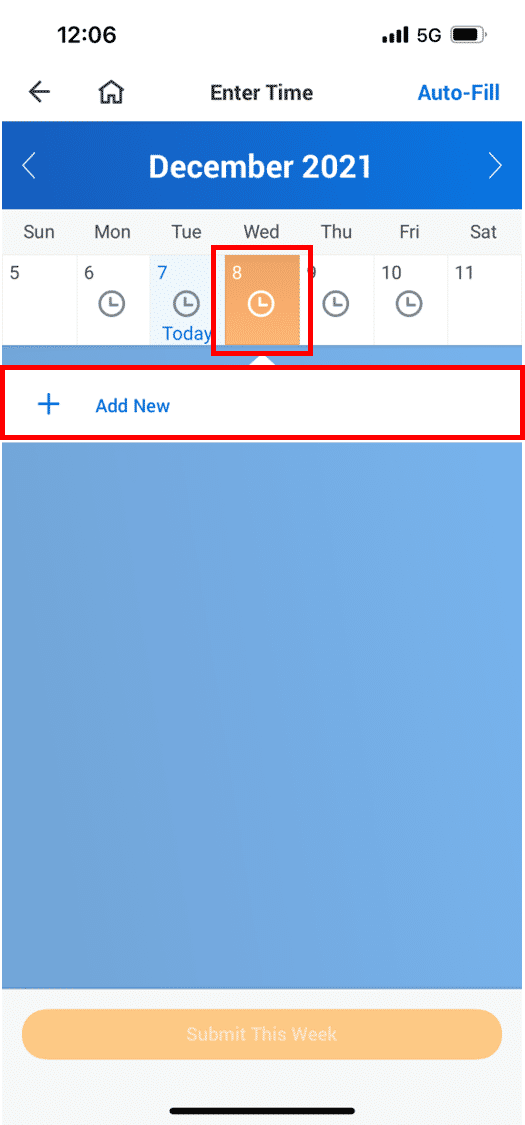 12:06 5G
Enter Time Auto-Fill
December 2021
Sun Mon Tue Wed Thu Fri Sat
5 6 7 8 9 10 11
Today
Add New
Submit This Week